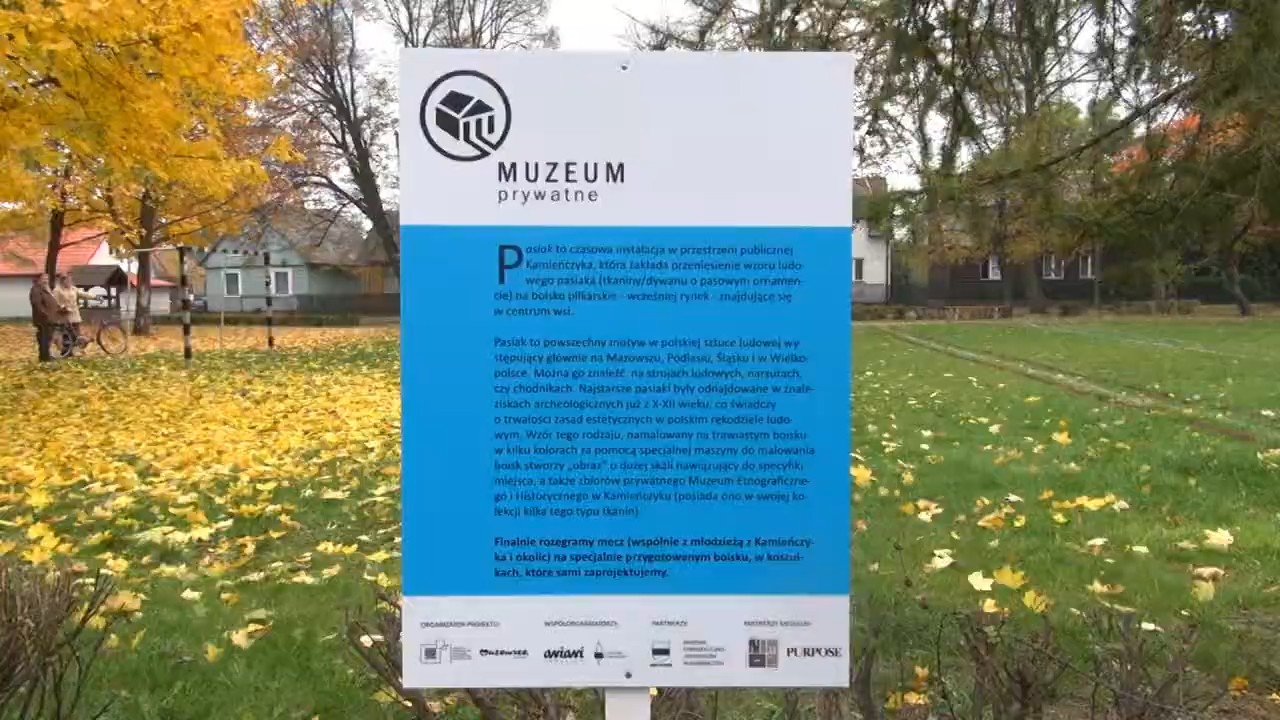 MUZEUM
prywatne
Pasiak to czasowa instalacja w przestrzeni publicznej
Kamieńczyka, która zakłada przeniesienie wzoru ludo-
wego pasiaka (tkaniny/dywanu o pasowym ornamen-
cie) na boisko piłkarskie - wcześniej rynek - znajdujące się
w centrum wsi.
Pasiak to powszechny motyw w polskiej sztuce ludowej wy-
stępujący głównie na Mazowszu, Podlasiu, Śląsku i w Wielko-
polsce. Można go znaleźć na strojach ludowych, narzutach,
czy chodnikach. Najstarsze pasiaki były odnajdowane w znale-
ziskach archeologicznych już z X-XII wieku, co świadczy
o trwałości zasad estetycznych w polskim rękodziele ludo-
wym. Wzór tego rodzaju, namalowany na trawiastym boisku
w kilku kolorach za pomocą specjalnej maszyny do malowania
boisk stworzy „obraz" o dużej skali nawiązujący do specyfiki
miejsca, a także zbiorów prywatnego Muzeum Etnograficzne-
go i Historycznego w Kamieńczyku (posiada ono w swojej ko-
lekcji kilka tego typu tkanin).
Finalnie rozegramy mecz (wspólnie z młodzieżą z Kamieńczy-
ka i okolic) na specjalnie przygotowanym boisku, w koszul-
kach, które sami zaprojektujemy.
ORGANIZATOR PROJEKTU: WSPÓŁORGANIZATORZY: PARTNERZY: PARTNERZY MEDIALNI:
Mazowsze PURPOSE